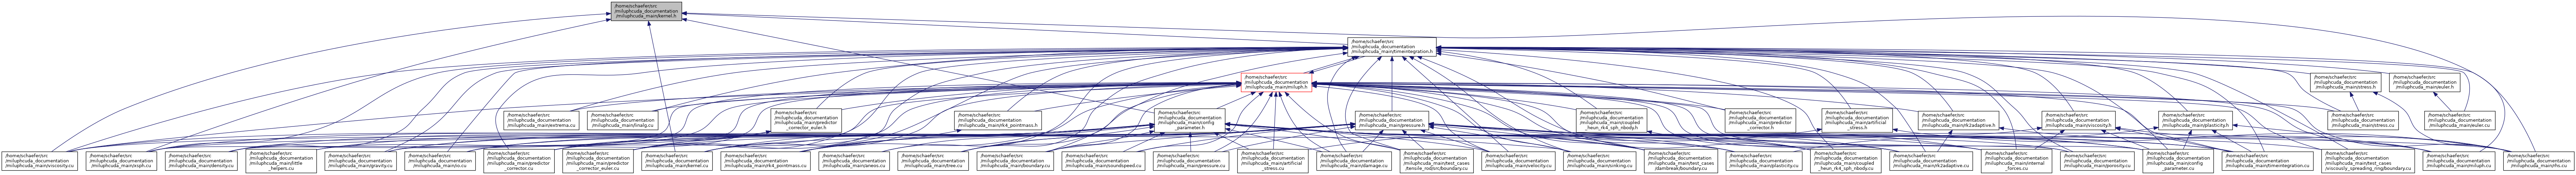 /home/schaefer/src
/miluphcuda_documentation
/miluphcuda_main/kernel.h
/home/schaefer/src
/miluphcuda_documentation
/miluphcuda_main/timeintegration.h
/home/schaefer/src
/miluphcuda_documentation
/miluphcuda_main/miluph.h
/home/schaefer/src
/miluphcuda_documentation
/miluphcuda_main/stress.h
/home/schaefer/src
/miluphcuda_documentation
/miluphcuda_main/euler.h
/home/schaefer/src
/miluphcuda_documentation
/miluphcuda_main/extrema.cu
/home/schaefer/src
/miluphcuda_documentation
/miluphcuda_main/linalg.cu
/home/schaefer/src
/miluphcuda_documentation
/miluphcuda_main/predictor
_corrector_euler.h
/home/schaefer/src
/miluphcuda_documentation
/miluphcuda_main/rk4_pointmass.h
/home/schaefer/src
/miluphcuda_documentation
/miluphcuda_main/config
_parameter.h
/home/schaefer/src
/miluphcuda_documentation
/miluphcuda_main/pressure.h
/home/schaefer/src
/miluphcuda_documentation
/miluphcuda_main/coupled
_heun_rk4_sph_nbody.h
/home/schaefer/src
/miluphcuda_documentation
/miluphcuda_main/predictor
_corrector.h
/home/schaefer/src
/miluphcuda_documentation
/miluphcuda_main/artificial
_stress.h
/home/schaefer/src
/miluphcuda_documentation
/miluphcuda_main/rk2adaptive.h
/home/schaefer/src
/miluphcuda_documentation
/miluphcuda_main/viscosity.h
/home/schaefer/src
/miluphcuda_documentation
/miluphcuda_main/plasticity.h
/home/schaefer/src
/miluphcuda_documentation
/miluphcuda_main/stress.cu
/home/schaefer/src
/miluphcuda_documentation
/miluphcuda_main/euler.cu
/home/schaefer/src
/miluphcuda_documentation
/miluphcuda_main/viscosity.cu
/home/schaefer/src
/miluphcuda_documentation
/miluphcuda_main/xsph.cu
/home/schaefer/src
/miluphcuda_documentation
/miluphcuda_main/density.cu
/home/schaefer/src
/miluphcuda_documentation
/miluphcuda_main/little
_helpers.cu
/home/schaefer/src
/miluphcuda_documentation
/miluphcuda_main/gravity.cu
/home/schaefer/src
/miluphcuda_documentation
/miluphcuda_main/io.cu
/home/schaefer/src
/miluphcuda_documentation
/miluphcuda_main/predictor
_corrector.cu
/home/schaefer/src
/miluphcuda_documentation
/miluphcuda_main/predictor
_corrector_euler.cu
/home/schaefer/src
/miluphcuda_documentation
/miluphcuda_main/kernel.cu
/home/schaefer/src
/miluphcuda_documentation
/miluphcuda_main/rk4_pointmass.cu
/home/schaefer/src
/miluphcuda_documentation
/miluphcuda_main/aneos.cu
/home/schaefer/src
/miluphcuda_documentation
/miluphcuda_main/tree.cu
/home/schaefer/src
/miluphcuda_documentation
/miluphcuda_main/boundary.cu
/home/schaefer/src
/miluphcuda_documentation
/miluphcuda_main/soundspeed.cu
/home/schaefer/src
/miluphcuda_documentation
/miluphcuda_main/pressure.cu
/home/schaefer/src
/miluphcuda_documentation
/miluphcuda_main/artificial
_stress.cu
/home/schaefer/src
/miluphcuda_documentation
/miluphcuda_main/damage.cu
/home/schaefer/src
/miluphcuda_documentation
/miluphcuda_main/test_cases
/tensile_rod/src/boundary.cu
/home/schaefer/src
/miluphcuda_documentation
/miluphcuda_main/velocity.cu
/home/schaefer/src
/miluphcuda_documentation
/miluphcuda_main/sinking.cu
/home/schaefer/src
/miluphcuda_documentation
/miluphcuda_main/test_cases
/dambreak/boundary.cu
/home/schaefer/src
/miluphcuda_documentation
/miluphcuda_main/plasticity.cu
/home/schaefer/src
/miluphcuda_documentation
/miluphcuda_main/coupled
_heun_rk4_sph_nbody.cu
/home/schaefer/src
/miluphcuda_documentation
/miluphcuda_main/rk2adaptive.cu
/home/schaefer/src
/miluphcuda_documentation
/miluphcuda_main/internal
_forces.cu
/home/schaefer/src
/miluphcuda_documentation
/miluphcuda_main/porosity.cu
/home/schaefer/src
/miluphcuda_documentation
/miluphcuda_main/config
_parameter.cu
/home/schaefer/src
/miluphcuda_documentation
/miluphcuda_main/timeintegration.cu
/home/schaefer/src
/miluphcuda_documentation
/miluphcuda_main/test_cases
/viscously_spreading_ring/boundary.cu
/home/schaefer/src
/miluphcuda_documentation
/miluphcuda_main/miluph.cu
/home/schaefer/src
/miluphcuda_documentation
/miluphcuda_main/rhs.cu